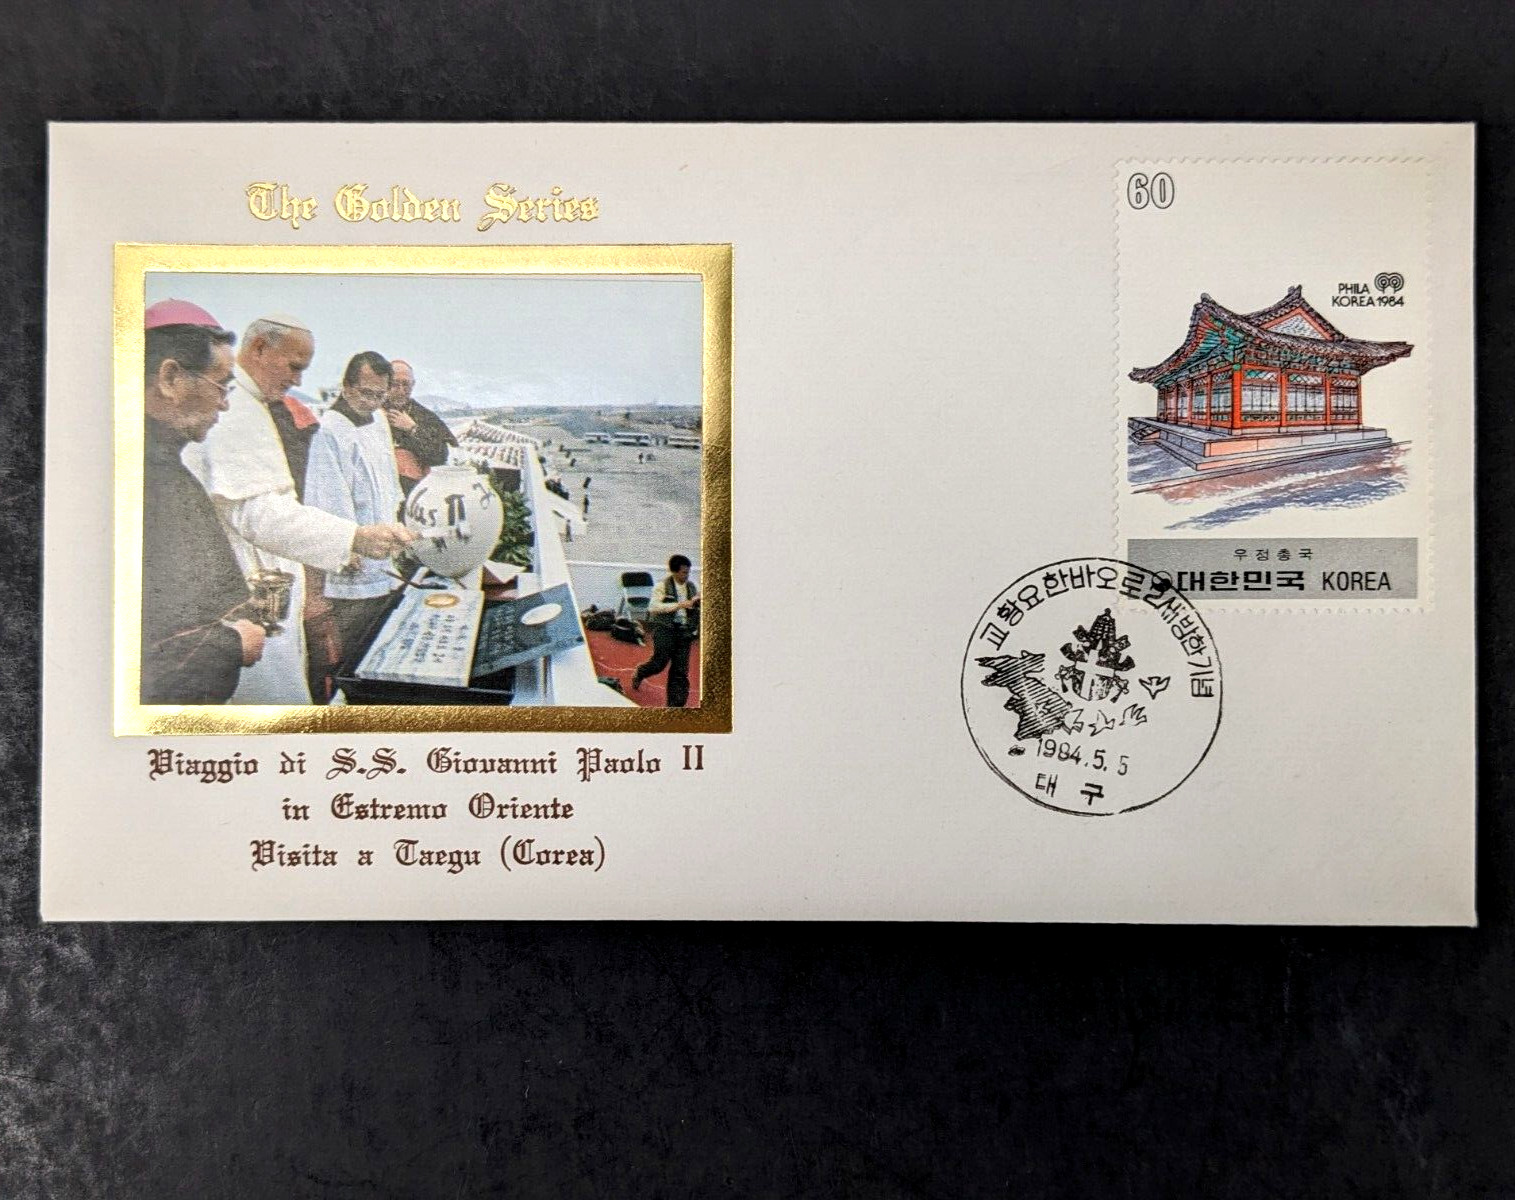 The Golden Series
Viaggio di S.S. Giovanni Paolo II
in Estremo Oriente
Visita a Taegu (Corea)
60
PHILA
KOREA 1984
우정총국
대한민국 KOREA
교황요한바오로2세방한기념
1984.5.5
대구